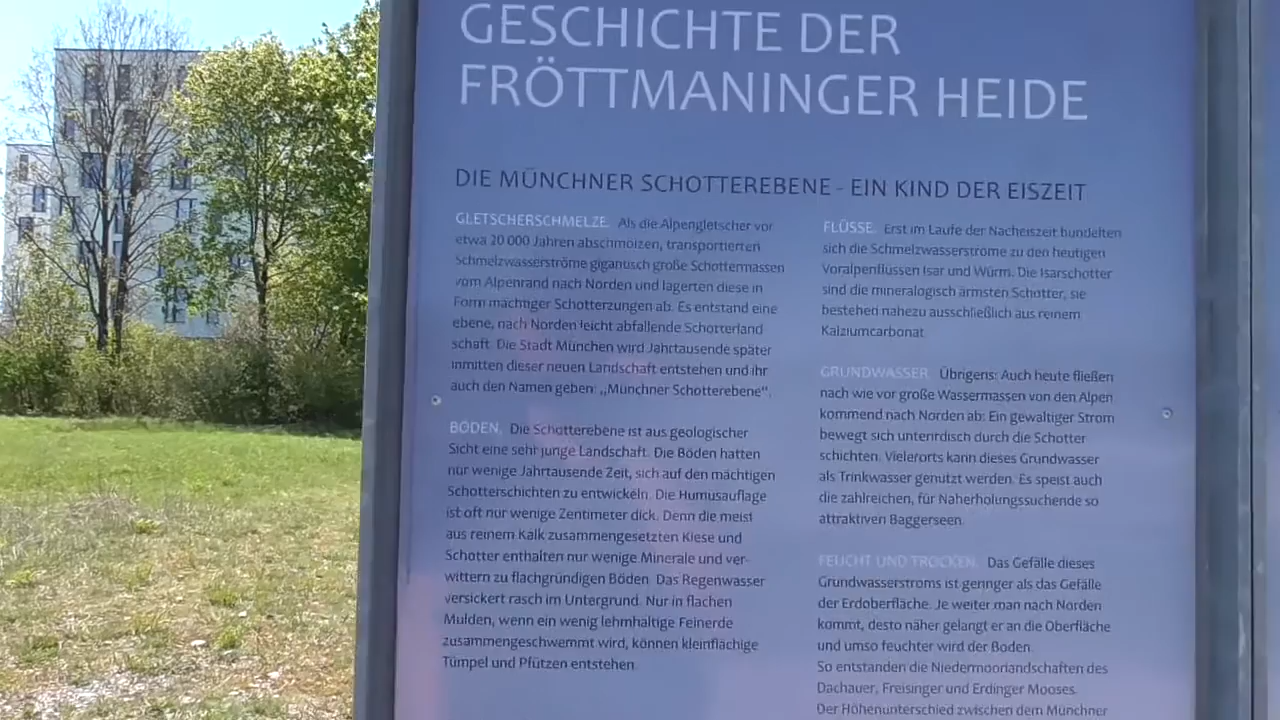 GESCHICHTE DER
FRÖTTMANINGER HEIDE
DIE MÜNCHNER SCHOTTEREBENE - EIN KIND DER EISZEIT
GLETSCHERSCHMELZE. Als die Alpengletscher vor
etwa 20 000 Jahren abschmolzen, transportierten
Schmelzwasserströme gigantisch große Schottermassen
vom Alpenrand nach Norden und lagerten diese in
Form mächtiger Schotterzungen ab. Es entstand eine
ebene, nach Norden leicht abfallende Schotterland
schaft. Die Stadt München wird Jahrtausende später
inmitten dieser neuen Landschaft entstehen und ihr
auch den Namen geben: „Münchner Schotterebene“.
BÖDEN. Die Schotterebene ist aus geologischer
Sicht eine sehr junge Landschaft. Die Böden hatten
nur wenige Jahrtausende Zeit, sich auf den mächtigen
Schotterschichten zu entwickeln. Die Humusauflage
ist oft nur wenige Zentimeter dick. Denn die meist
aus reinem Kalk zusammengesetzten Kiese und
Schotter enthalten nur wenige Minerale und ver-
wittern zu flachgründigen Böden. Das Regenwasser
versickert rasch im Untergrund. Nur in flachen
Mulden, wenn ein wenig lehmhaltige Feinerde
zusammengeschwemmt wird, können kleinflächige
Tümpel und Pfützen entstehen.
FLÜSSE. Erst im Laufe der Nacheiszeit bündelten
sich die Schmelzwasserströme zu den heutigen
Voralpenflüssen Isar und Würm. Die Isarschotter
sind die mineralogisch ärmsten Schotter, sie
bestehen nahezu ausschließlich aus reinem
Kalziumcarbonat.
GRUNDWASSER. Übrigens: Auch heute fließen
nach wie vor große Wassermassen von den Alpen
kommend nach Norden ab: Ein gewaltiger Strom
bewegt sich unterirdisch durch die Schotter
schichten. Vielerorts kann dieses Grundwasser
als Trinkwasser genutzt werden. Es speist auch
die zahlreichen, für Naherholungssuchende so
attraktiven Baggerseen.
FEUCHT UND TROCKEN. Das Gefälle dieses
Grundwasserstroms ist geringer als das Gefälle
der Erdoberfläche. Je weiter man nach Norden
kommt, desto näher gelangt er an die Oberfläche
und umso feuchter wird der Boden.
So entstanden die Niedermoorlandschaften des
Dachauer, Freisinger und Erdinger Mooses.
Der Höhenunterschied zwischen dem Münchner